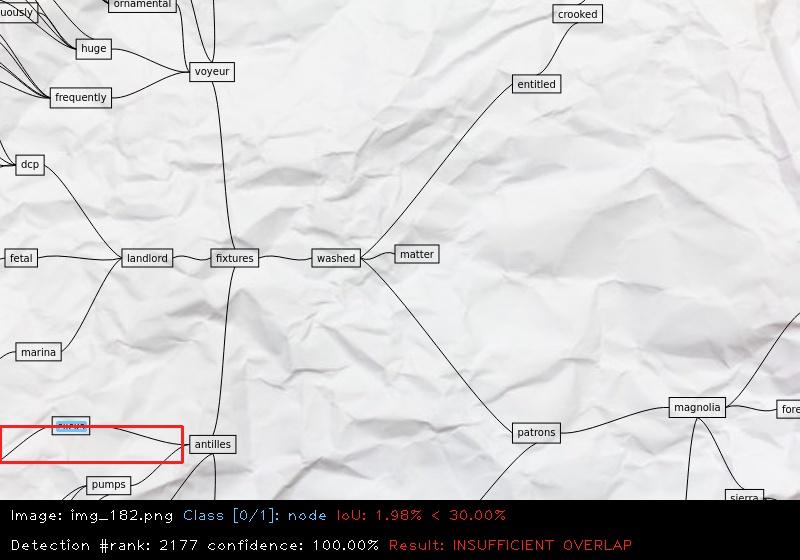 crooked
ornamental
uously
huge
voyeur
entitled
frequently
dcp
matter
fetal
landlord
fixtures
washed
marina
magnolia
fore
patrons
antilles
pumps
sierra
Image: img_182.png Class [0/1]: node IoU: 1.98% < 30.00%
Detection #rank: 2177 confidence: 100.00% Result: INSUFFICIENT OVERLAP